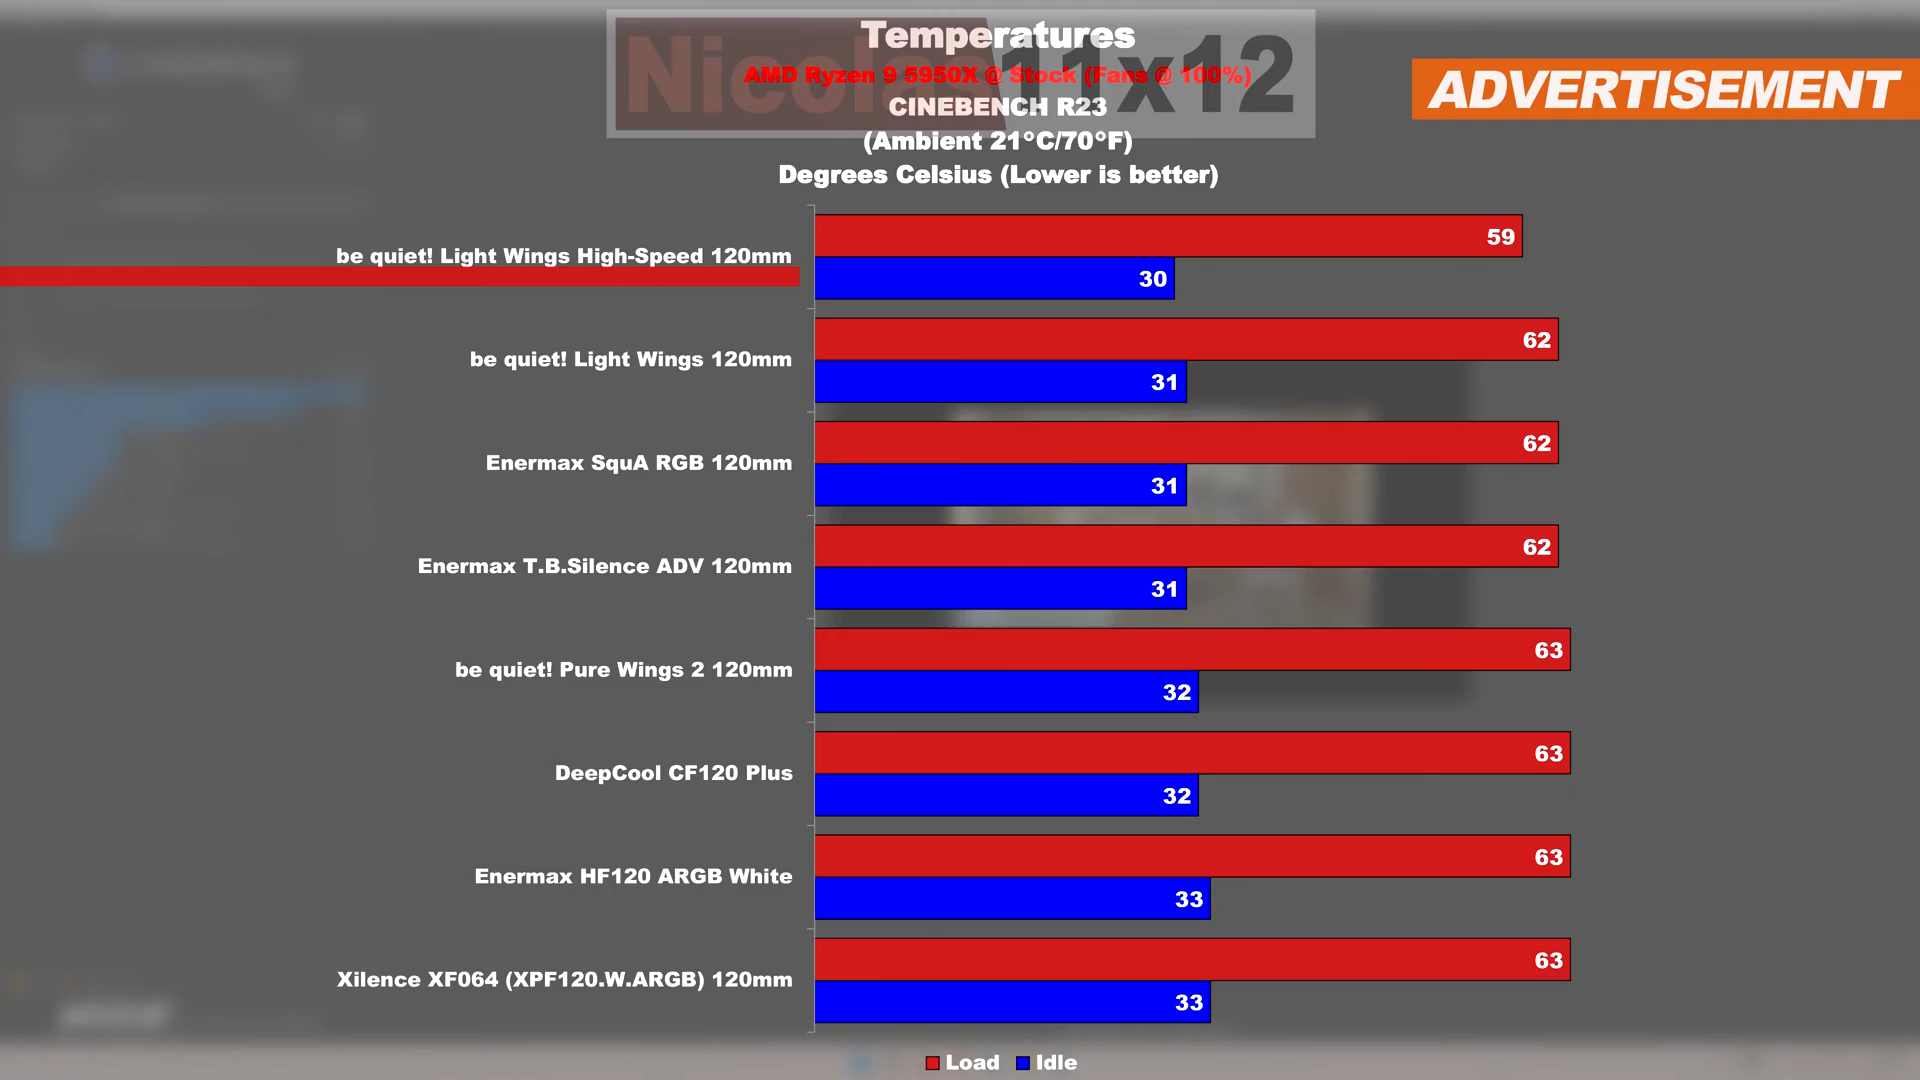 Temperatures
Nicolas11x12
AMD Ryzen 9 5950X @ Stock (Fans @ 100%)
ADVERTISEMENT
CINEBENCH R23
(Ambient 21°C/70°F)
Degrees Celsius (Lower is better)
be quiet! Light Wings High-Speed 120mm
59
30
be quiet! Light Wings 120mm
62
31
Enermax SquA RGB 120mm
62
31
Enermax T.B.Silence ADV 120mm
62
31
be quiet! Pure Wings 2 120mm
63
32
DeepCool CF120 Plus
63
32
Enermax HF120 ARGB White
63
33
Xilence XF064 (XPF120.W.ARGB) 120mm
63
33
Load Idle